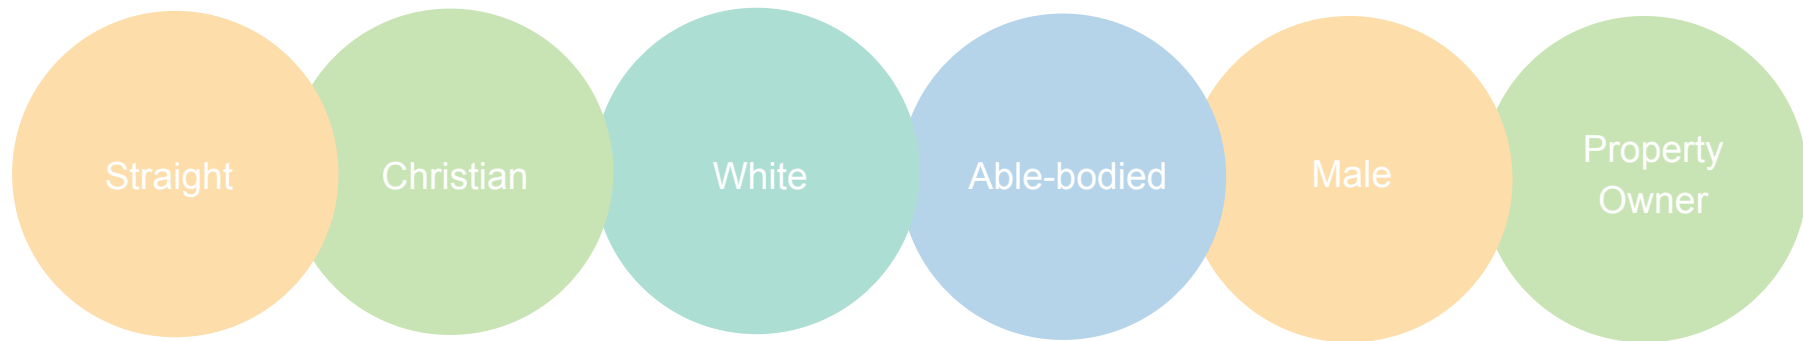 Straight
Christian
White
Able-bodied
Male
Property
Owner